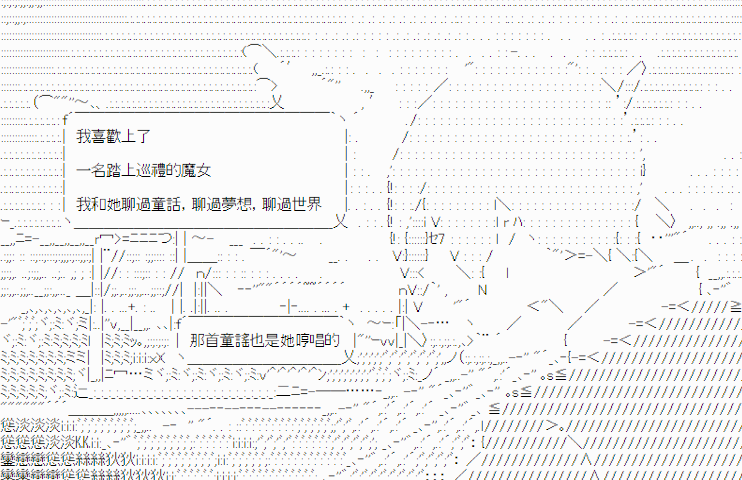 我喜歡上了
一名踏上巡禮的魔女
我和她聊過童話，聊過夢想，聊過世界
那首童謠也是她哼唱的